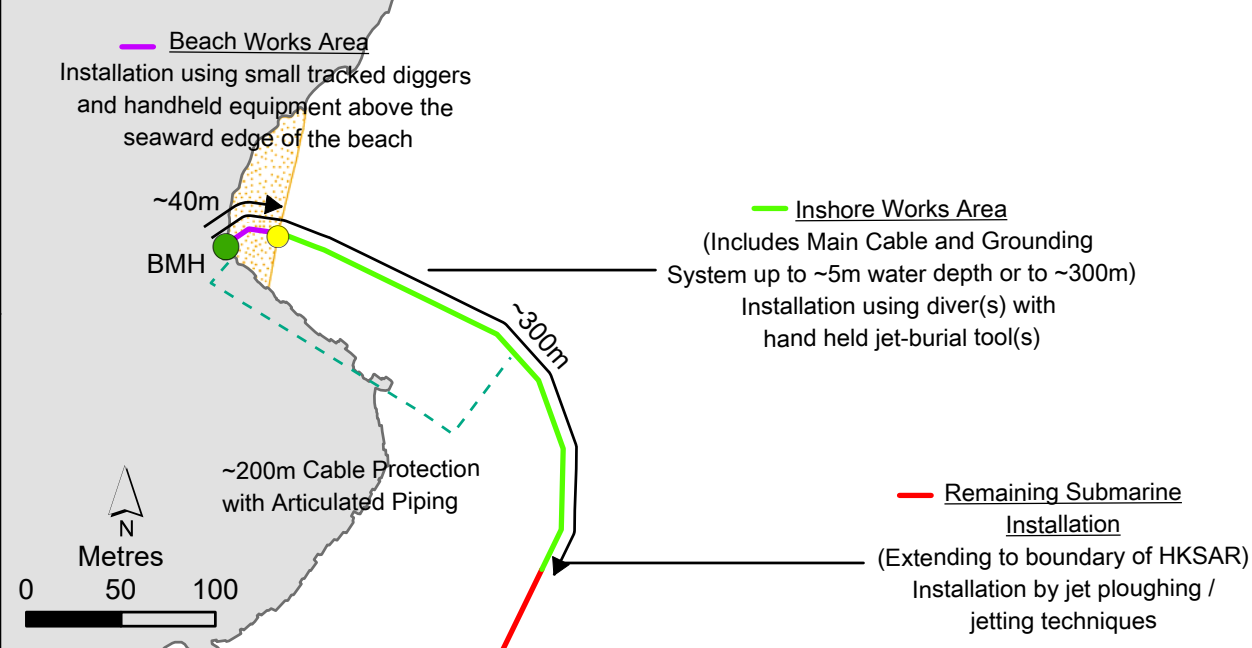 Beach Works Area
Installation using small tracked diggers
and handheld equipment above the
seaward edge of the beach
~40m
BMH
Inshore Works Area
(Includes Main Cable and Grounding
System up to ~5m water depth or to ~300m)
Installation using diver(s) with
hand held jet-burial tool(s)
~300m
~200m Cable Protection
with Articulated Piping
Remaining Submarine
Installation
(Extending to boundary of HKSAR)
Installation by jet ploughing /
jetting techniques
N
Metres
0 50 100